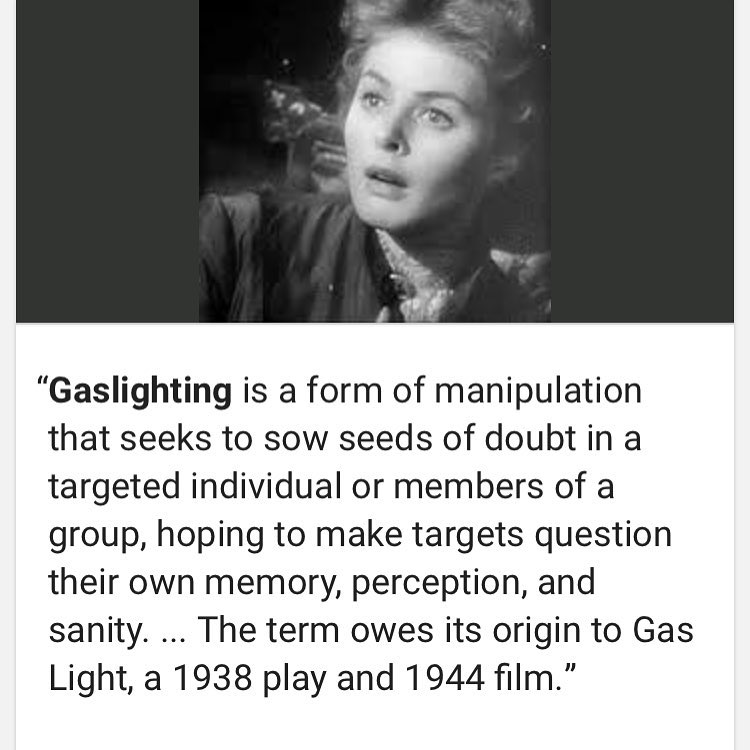 “Gaslighting is a form of manipulation
that seeks to sow seeds of doubt in a
targeted individual or members of a
group, hoping to make targets question
their own memory, perception, and
sanity. ... The term owes its origin to Gas
Light, a 1938 play and 1944 film.”